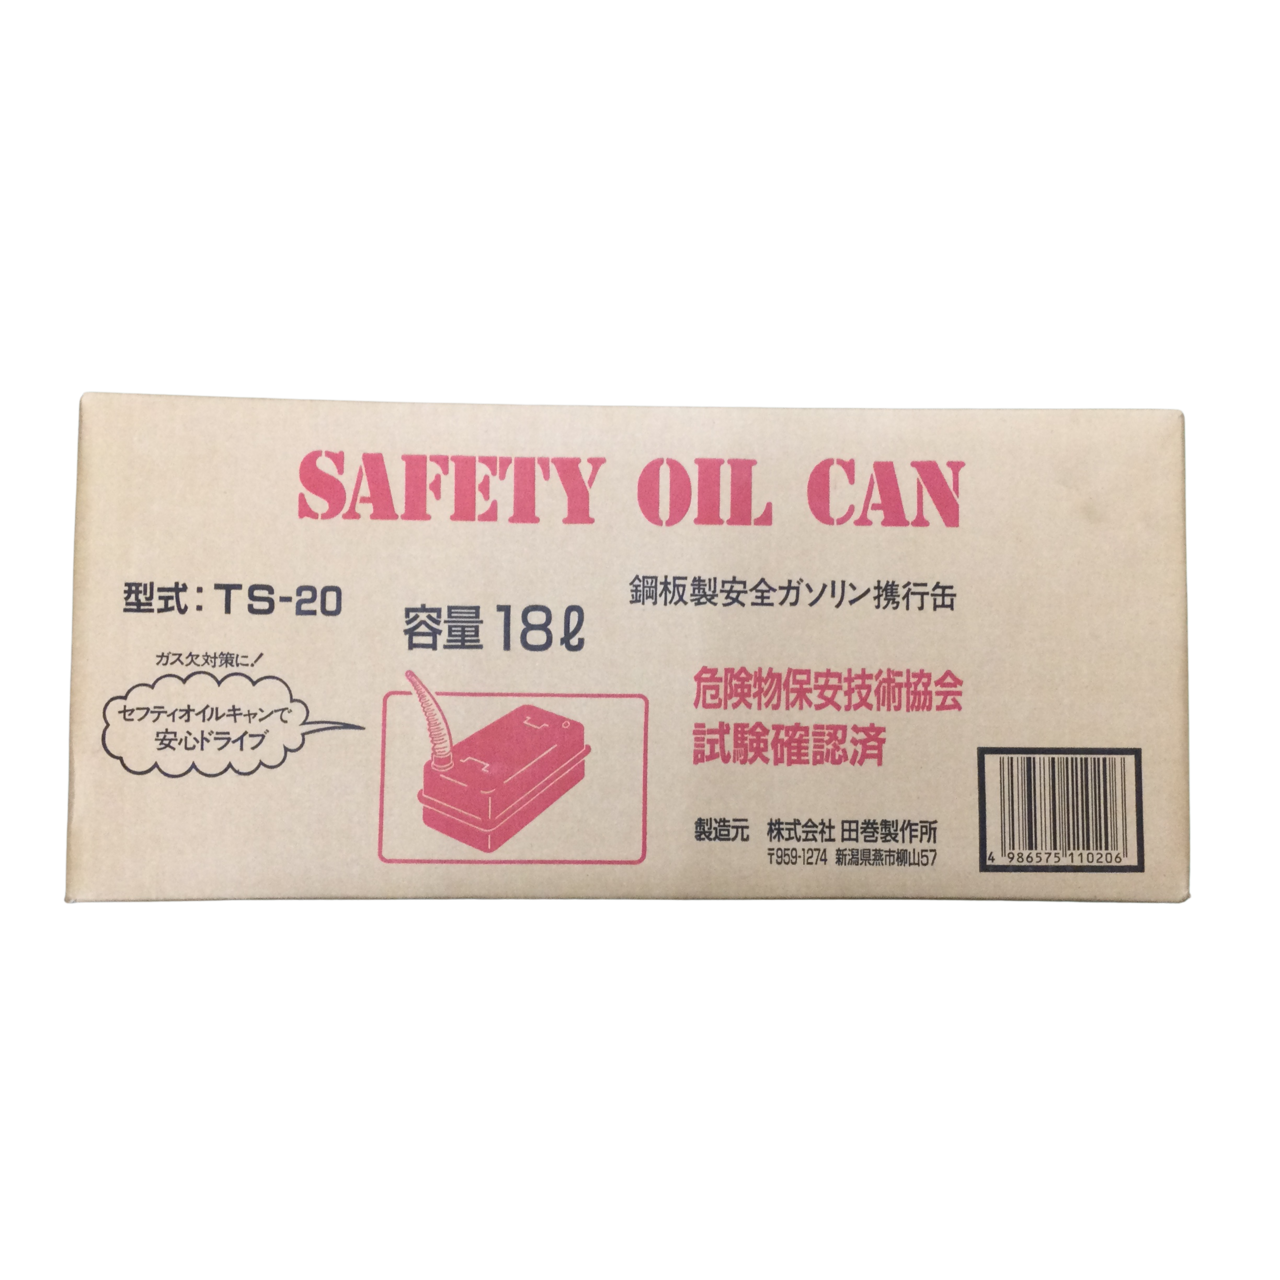 SAFETY OIL CAN
型式：TS-20
容量 18ℓ
鋼板製安全ガソリン携行缶
ガス欠対策に！
セフティオイルキャンで
安心ドライブ
危険物保安技術協会
試験確認済
製造元 株式会社 田巻製作所
〒959-1274 新潟県燕市柳山57
4 986575 110206